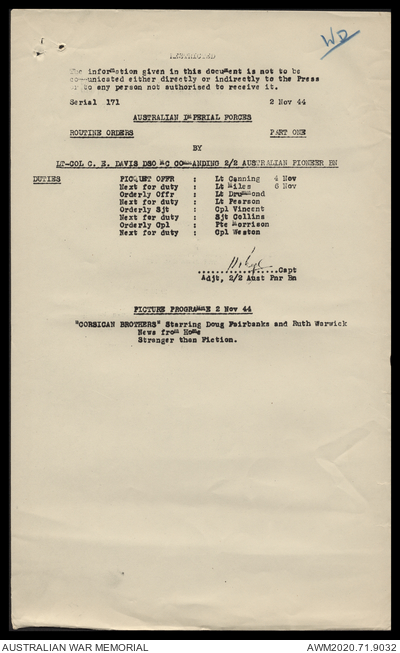 RESTRICTED
WD
The information given in this document is not to be
communicated either directly or indirectly to the Press
or to any person not authorised to receive it.
Serial 171 2 Nov 44
AUSTRALIAN IMPERIAL FORCES
ROUTINE ORDERS PART ONE
BY
LT-COL C. E. DAVIS DSO MC COMMANDING 2/2 AUSTRALIAN PIONEER BN
DUTIES PICQUET OFFR : Lt Canning 4 Nov
Next for duty : Lt Miles 6 Nov
Orderly Offr : Lt Drummond
Next for duty : Lt Pearson
Orderly Sjt : Cpl Vincent
Next for duty : Sjt Collins
Orderly Cpl : Pte Morrison
Next for duty : Cpl Weston
Capt
Adjt, 2/2 Aust Pnr Bn
PICTURE PROGRAMME 2 Nov 44
"CORSICAN BROTHERS" Starring Doug Fairbanks and Ruth Warwick
News from Home
Stranger than Fiction.
AUSTRALIAN WAR MEMORIAL AWM2020.71.9032